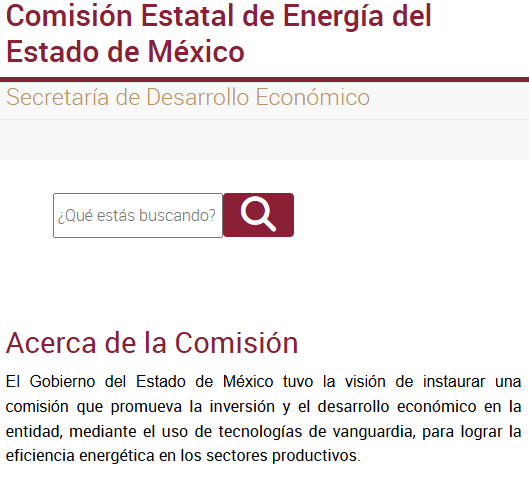 Comisión Estatal de Energía del
Estado de México
Secretaría de Desarrollo Económico
¿Qué estás buscando?
Acerca de la Comisión
El Gobierno del Estado de México tuvo la visión de instaurar una
comisión que promueva la inversión y el desarrollo económico en la
entidad, mediante el uso de tecnologías de vanguardia, para lograr la
eficiencia energética en los sectores productivos.